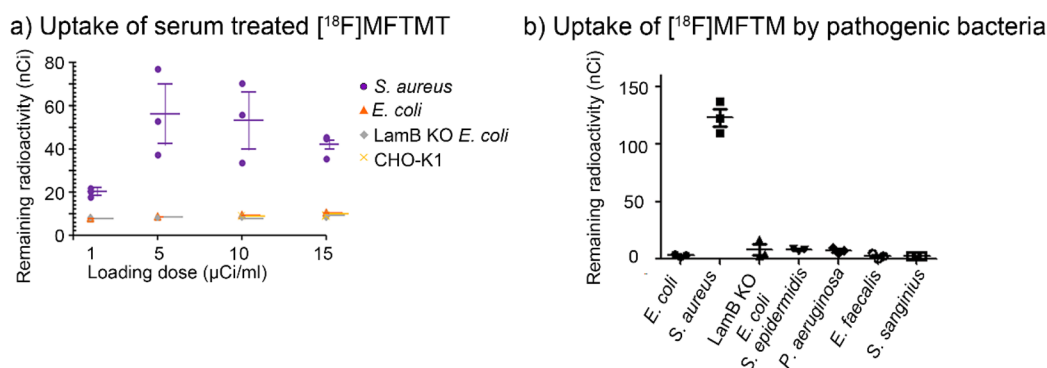 a) Uptake of serum treated [¹⁸F]MFTMT
Remaining radioactivity (nCi)
80
60
40
20
0
1
5
10
15
Loading dose (µCi/ml)
S. aureus
E. coli
LamB KO E. coli
CHO-K1
b) Uptake of [¹⁸F]MFTM by pathogenic bacteria
Remaining radioactivity (nCi)
150
100
50
0
E. coli
S. aureus
LamB KO
E. coli
S. epidermidis
P. aeruginosa
E. faecalis
S. sanginius